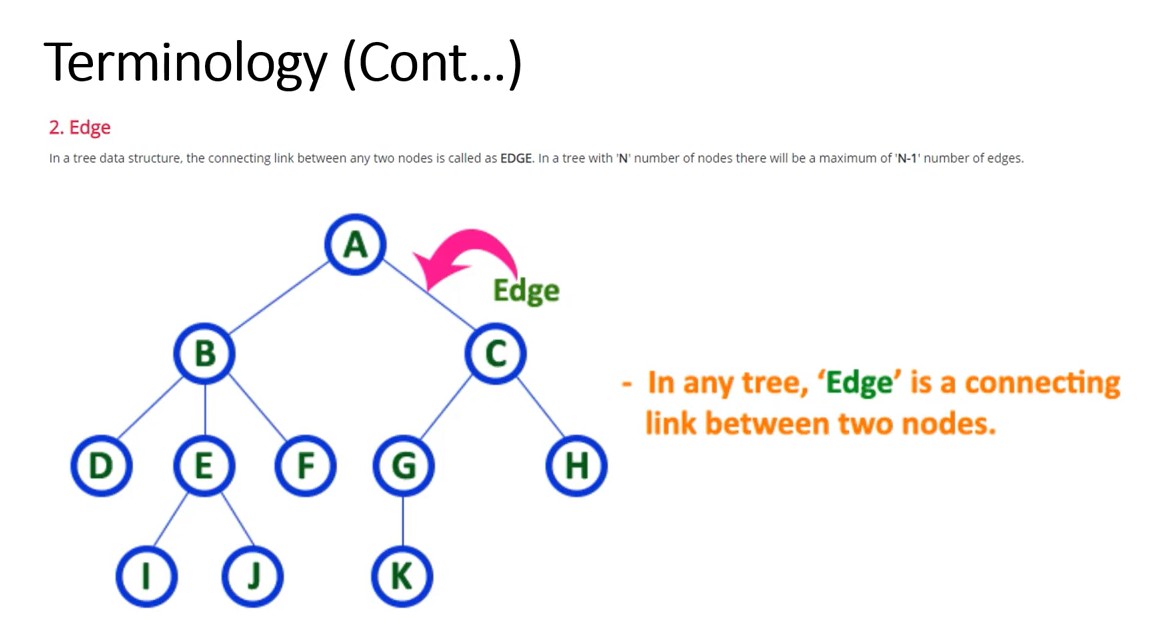 Terminology (Cont...)
2. Edge
In a tree data structure, the connecting link between any two nodes is called as EDGE. In a tree with 'N' number of nodes there will be a maximum of 'N-1' number of edges.
A
Edge
B
C
- In any tree, ‘Edge’ is a connecting
link between two nodes.
D
E
F
G
H
I
J
K